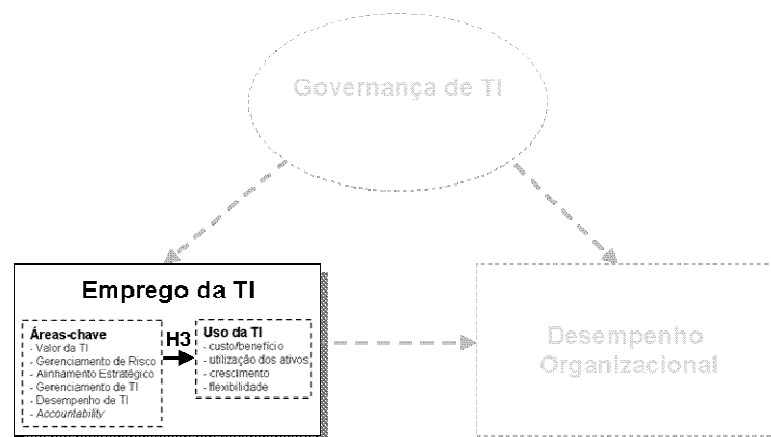 Governança de TI
Emprego da TI
Áreas-chave
- Valor da TI
- Gerenciamento de Risco
- Alinhamento Estratégico
- Gerenciamento de TI
- Desempenho de TI
- Accountability
H3
Uso da TI
- custo/benefício
- utilização dos ativos
- crescimento
- flexibilidade
Desempenho
Organizacional